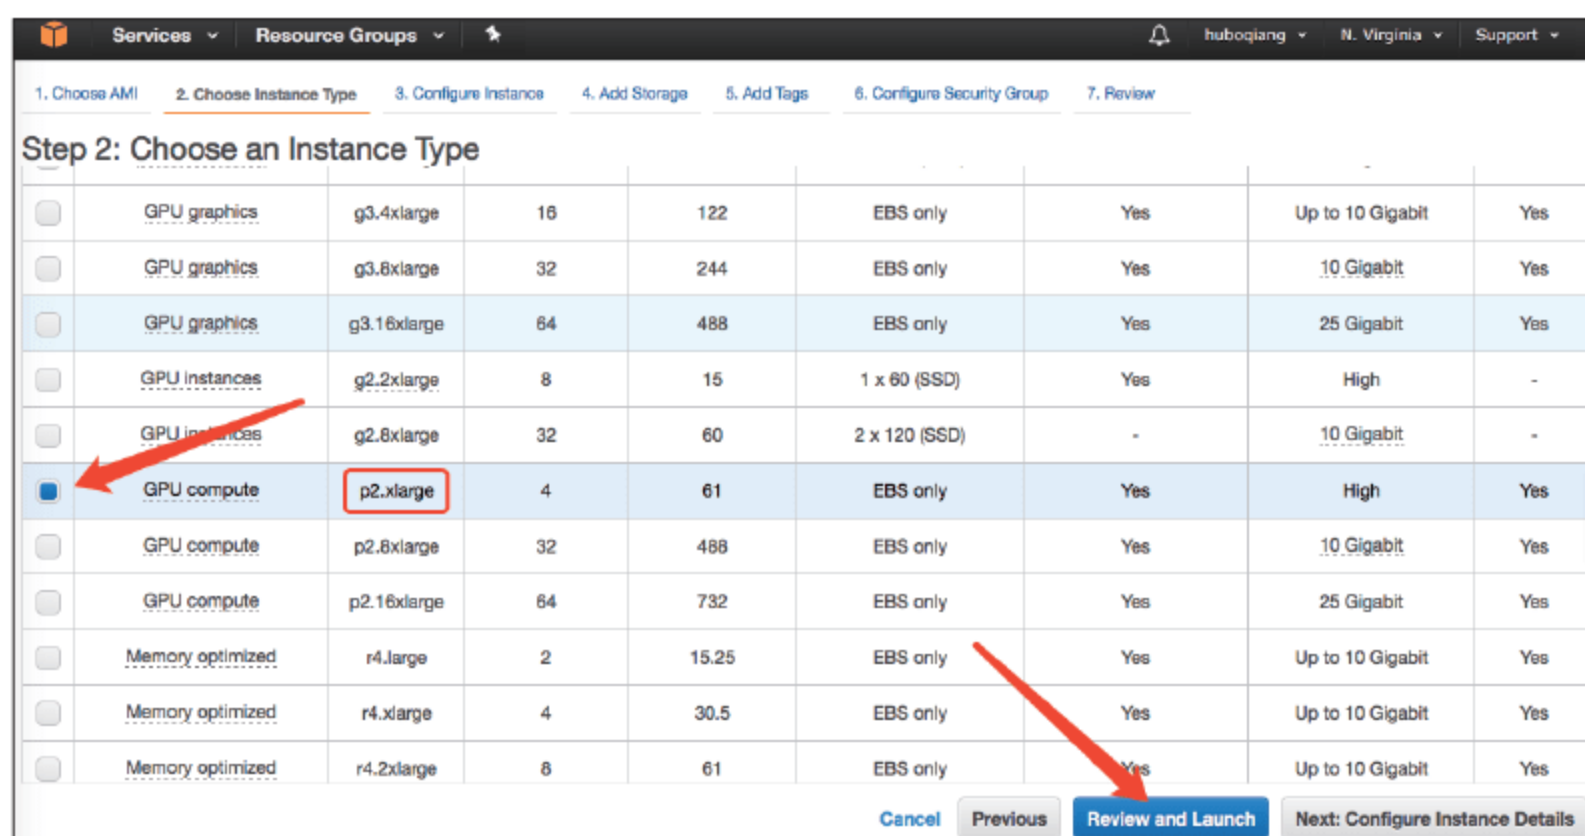 Services Resource Groups huboqiang N. Virginia Support
1. Choose AMI 2. Choose Instance Type 3. Configure Instance 4. Add Storage 5. Add Tags 6. Configure Security Group 7. Review
Step 2: Choose an Instance Type
GPU graphics g3.4xlarge 16 122 EBS only Yes Up to 10 Gigabit Yes
GPU graphics g3.8xlarge 32 244 EBS only Yes 10 Gigabit Yes
GPU graphics g3.16xlarge 64 488 EBS only Yes 25 Gigabit Yes
GPU instances g2.2xlarge 8 15 1 x 60 (SSD) Yes High -
GPU instances g2.8xlarge 32 60 2 x 120 (SSD) - 10 Gigabit -
GPU compute p2.xlarge 4 61 EBS only Yes High Yes
GPU compute p2.8xlarge 32 488 EBS only Yes 10 Gigabit Yes
GPU compute p2.16xlarge 64 732 EBS only Yes 25 Gigabit Yes
Memory optimized r4.large 2 15.25 EBS only Yes Up to 10 Gigabit Yes
Memory optimized r4.xlarge 4 30.5 EBS only Yes Up to 10 Gigabit Yes
Memory optimized r4.2xlarge 8 61 EBS only Yes Up to 10 Gigabit Yes
Cancel Previous Review and Launch Next: Configure Instance Details